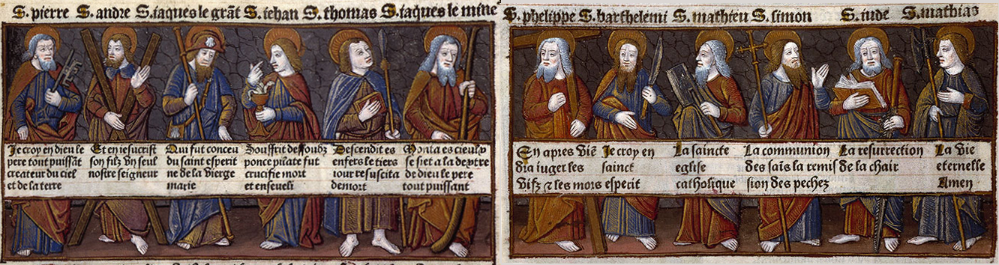 S. pierre S. andre S. iaques le grãt S. iehan S. thomas S. iaques le mine
Je croy en dieu le
pere tout puissãt
createur du ciel
et de la terre
Et en iesucrist
son filz vn seul
nostre seigneur
Qui fut conceu
du saint esperit
ne de la vierge
marie
Souffrit dessoubz
ponce pilate fut
crucifie mort
et enseueli
Descendit es
enfers le tiers
iour resuscita
de mort
Monta es cieulx
se siet a la dextre
de dieu le pere
tout puissant
S. phelippe S. barthelemi S. mathieu S. simon S. iude S. mathias
En apres viẽ
dra iuger les
vifz & les mors
Je croy en
sainct
esperit
La saincte
eglise
catholique
La communion
des saĩs la remis
sion des pechez
La resurrection
de la chair
La vie
eternelle
Amen